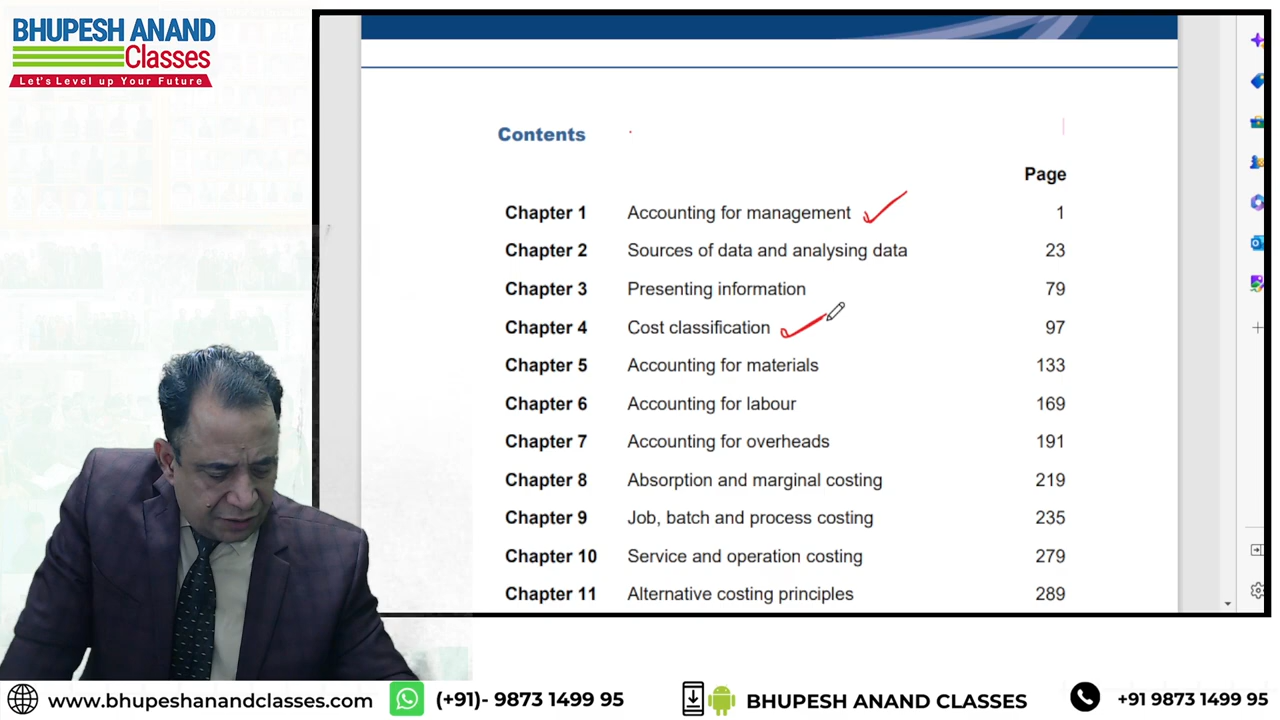 BHUPESH ANAND
Classes
Let's Level up Your Future
Contents
Page
Chapter 1 Accounting for management 1
Chapter 2 Sources of data and analysing data 23
Chapter 3 Presenting information 79
Chapter 4 Cost classification 97
Chapter 5 Accounting for materials 133
Chapter 6 Accounting for labour 169
Chapter 7 Accounting for overheads 191
Chapter 8 Absorption and marginal costing 219
Chapter 9 Job, batch and process costing 235
Chapter 10 Service and operation costing 279
Chapter 11 Alternative costing principles 289
www.bhupeshanandclasses.com (+91)- 9873 1499 95 BHUPESH ANAND CLASSES +91 9873 1499 95